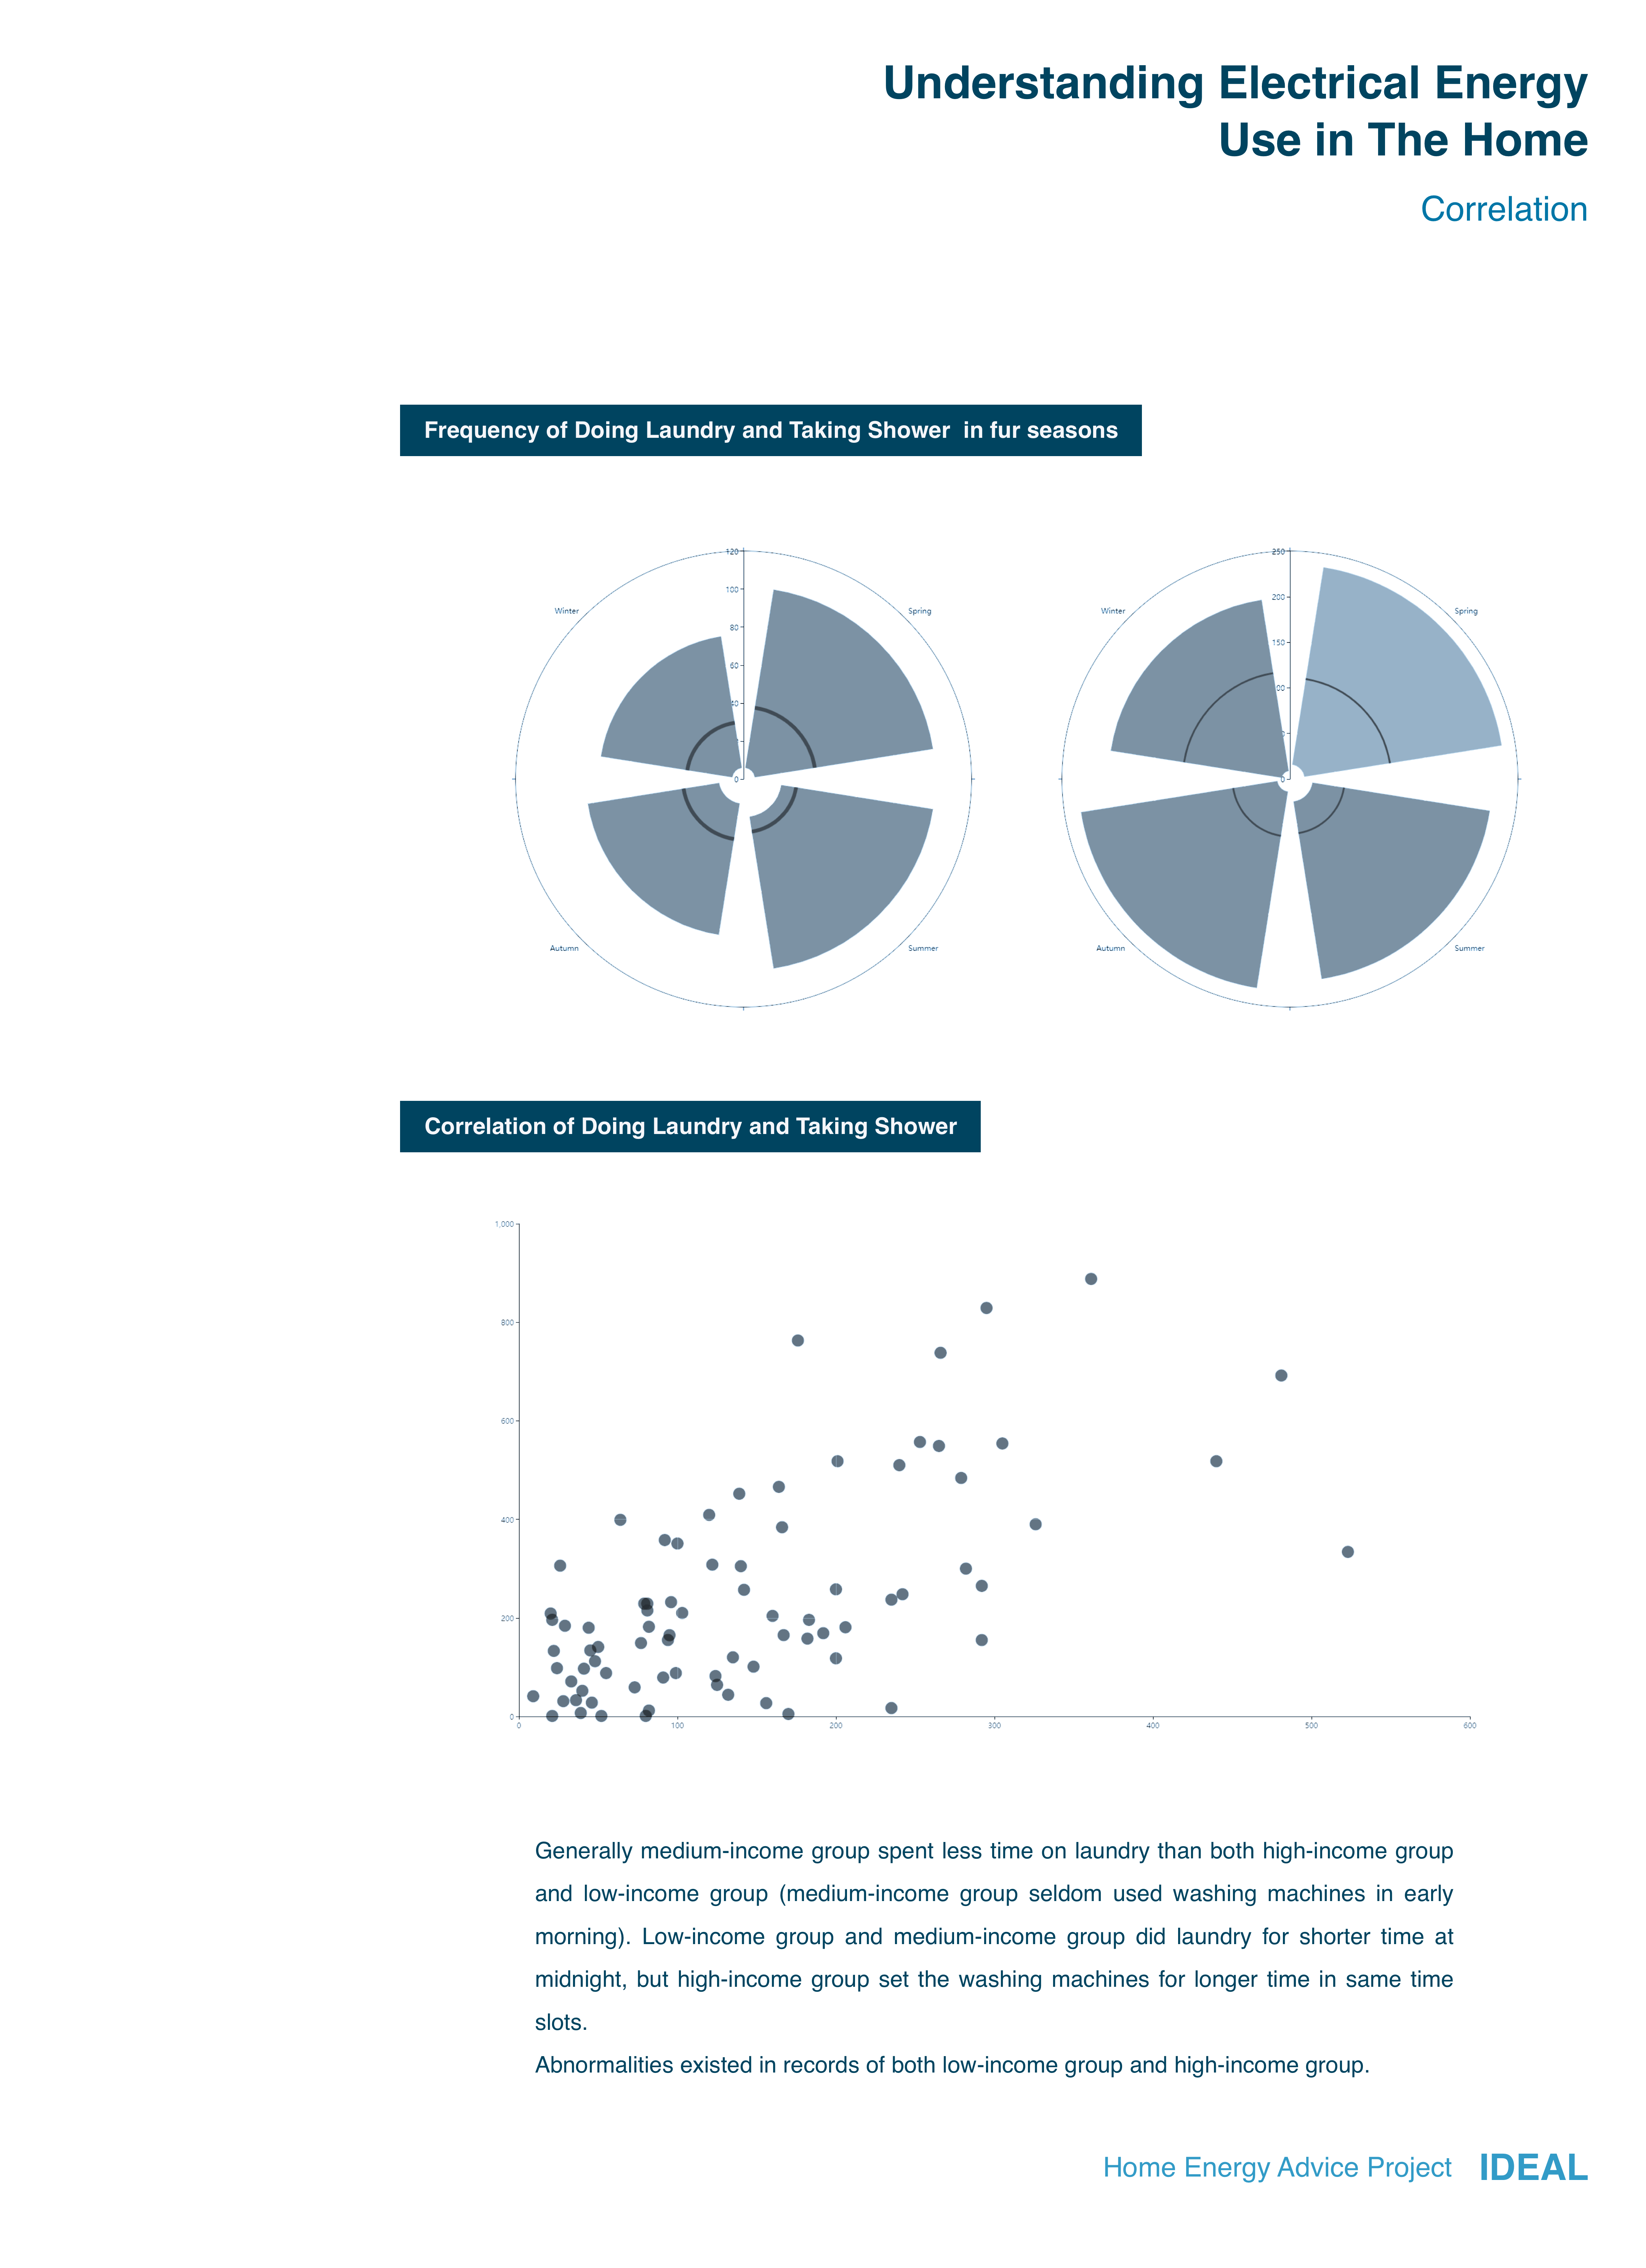 Understanding Electrical Energy
Use in The Home
Correlation
Frequency of Doing Laundry and Taking Shower in fur seasons
120
100
80
60
40
0
Winter
Spring
Autumn
Summer
250
200
150
00
0
Winter
Spring
Autumn
Summer
Correlation of Doing Laundry and Taking Shower
1,000
800
600
400
200
0
0 100 200 300 400 500 600
Generally medium-income group spent less time on laundry than both high-income group
and low-income group (medium-income group seldom used washing machines in early
morning). Low-income group and medium-income group did laundry for shorter time at
midnight, but high-income group set the washing machines for longer time in same time
slots.
Abnormalities existed in records of both low-income group and high-income group.
Home Energy Advice Project IDEAL